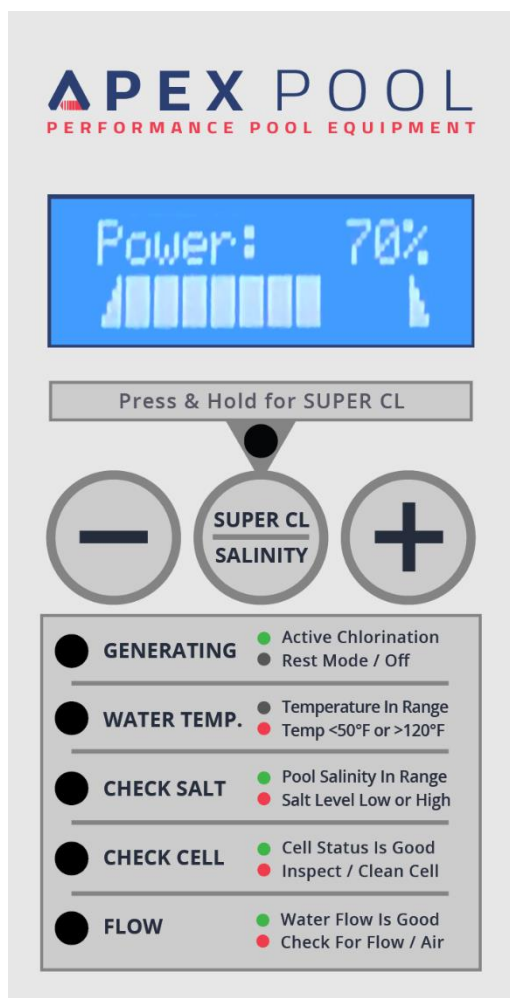 APEX POOL
PERFORMANCE POOL EQUIPMENT
Power: 70%
Press & Hold for SUPER CL
SUPER CL
SALINITY
GENERATING
Active Chlorination
Rest Mode / Off
WATER TEMP.
Temperature In Range
Temp <50°F or >120°F
CHECK SALT
Pool Salinity In Range
Salt Level Low or High
CHECK CELL
Cell Status Is Good
Inspect / Clean Cell
FLOW
Water Flow Is Good
Check For Flow / Air